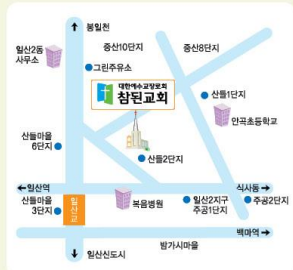 ↑ 봉일천
일산2동
사무소
중산10단지
중산8단지
그린주유소
대한예수교장로회
참된교회
산들1단지
안곡초등학교
산들마을
6단지
산들2단지
←일산역
식사동→
산들마을
3단지
일산교
복음병원
일산2지구
주공1단지
주공2단지
백마역→
↓ 일산신도시
밤가시마을